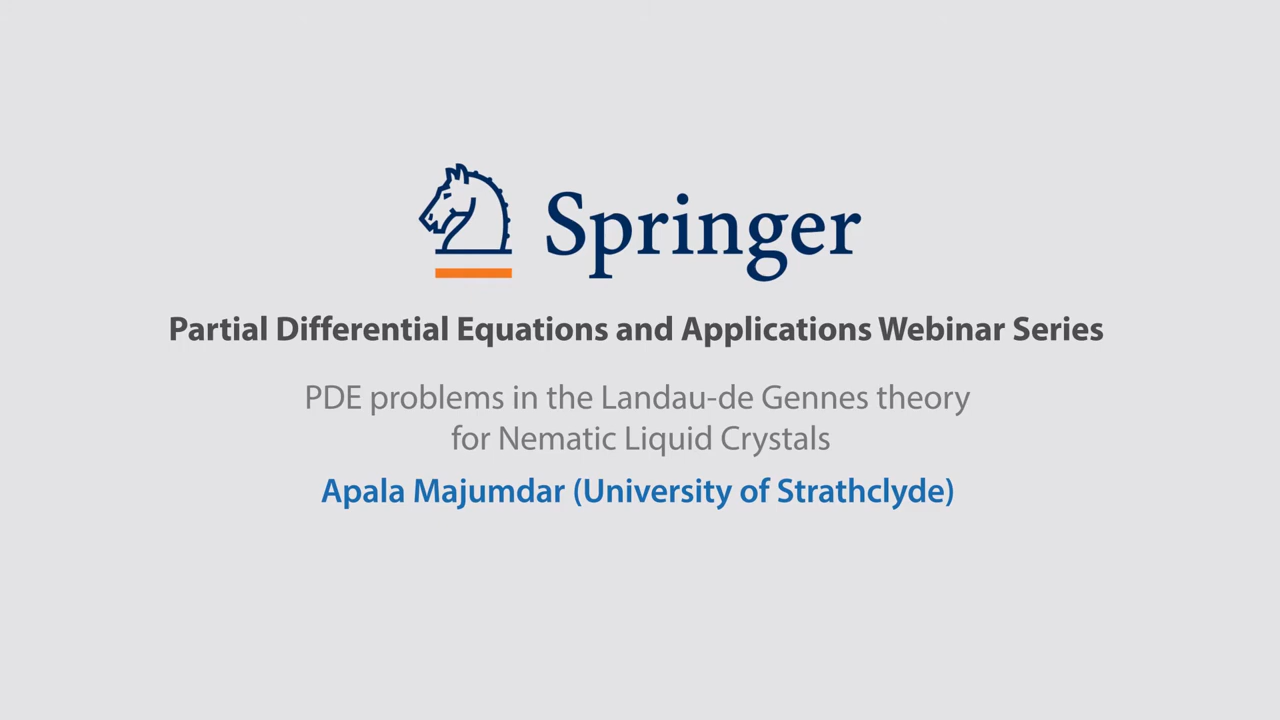 Springer
Partial Differential Equations and Applications Webinar Series
PDE problems in the Landau-de Gennes theory
for Nematic Liquid Crystals
Apala Majumdar (University of Strathclyde)